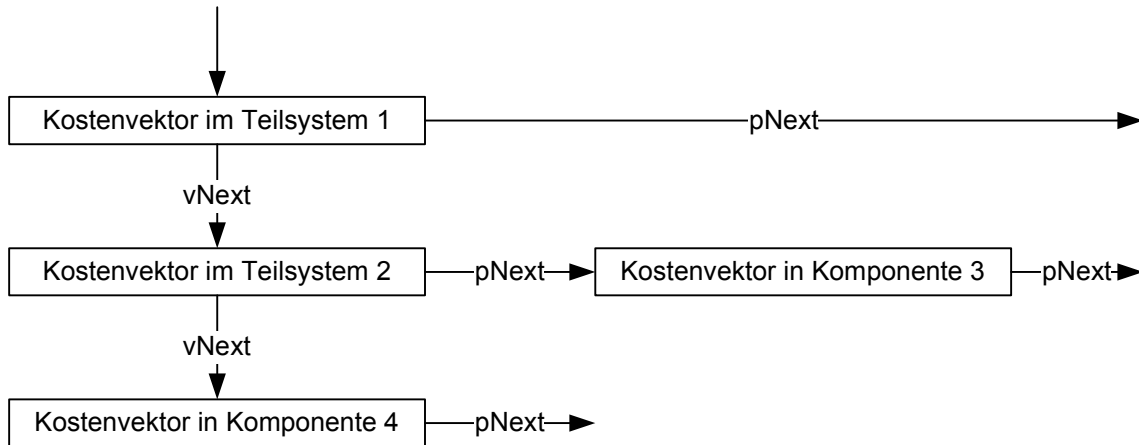 Kostenvektor im Teilsystem 1
pNext
vNext
Kostenvektor im Teilsystem 2
pNext
Kostenvektor in Komponente 3
pNext
vNext
Kostenvektor in Komponente 4
pNext